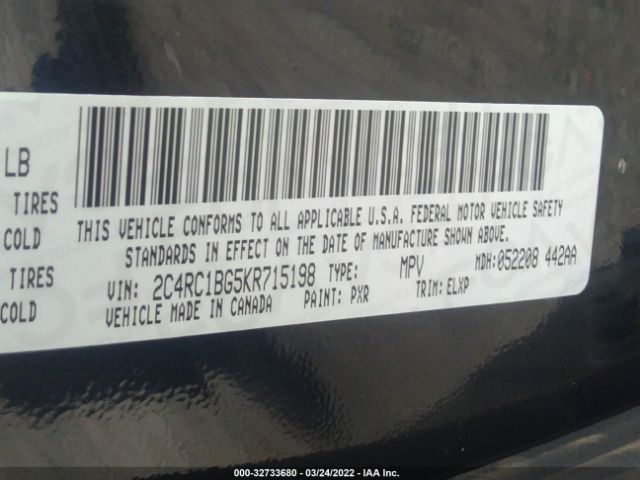 LB
TIRES
COLD
TIRES
COLD
THIS VEHICLE CONFORMS TO ALL APPLICABLE U.S.A. FEDERAL MOTOR VEHICLE SAFETY
STANDARDS IN EFFECT ON THE DATE OF MANUFACTURE SHOWN ABOVE.
VIN: 2C4RC1BG5KR715198 TYPE: MPV MDH: 052208 442AA
VEHICLE MADE IN CANADA PAINT: PXR TRIM: ELXP
000-32733680 - 03/24/2022 - IAA Inc.